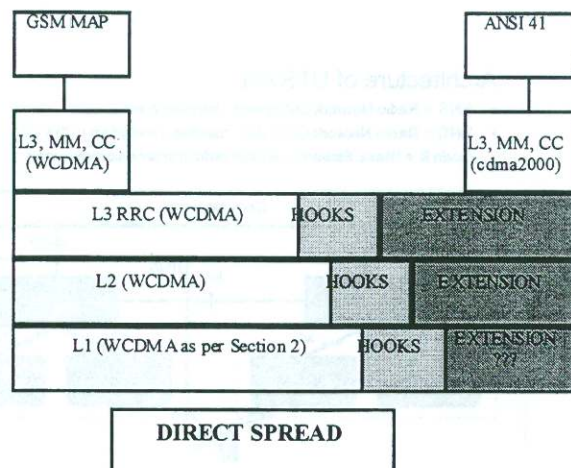 GSM MAP
ANSI 41
L3, MM, CC
(WCDMA)
L3, MM, CC
(cdma2000)
L3 RRC (WCDMA)
HOOKS
EXTENSION
L2 (WCDMA)
HOOKS
EXTENSION
L1 (WCDMA as per Section 2)
HOOKS
EXTENSION
???
DIRECT SPREAD